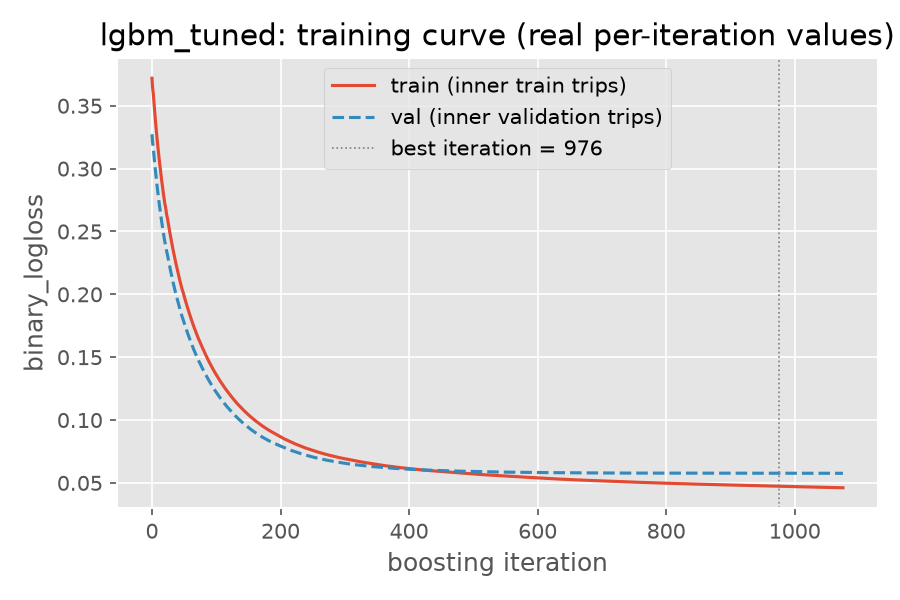 lgbm_tuned: training curve (real per-iteration values)
train (inner train trips)
val (inner validation trips)
best iteration = 976
binary_logloss
0.35
0.30
0.25
0.20
0.15
0.10
0.05
0 200 400 600 800 1000
boosting iteration